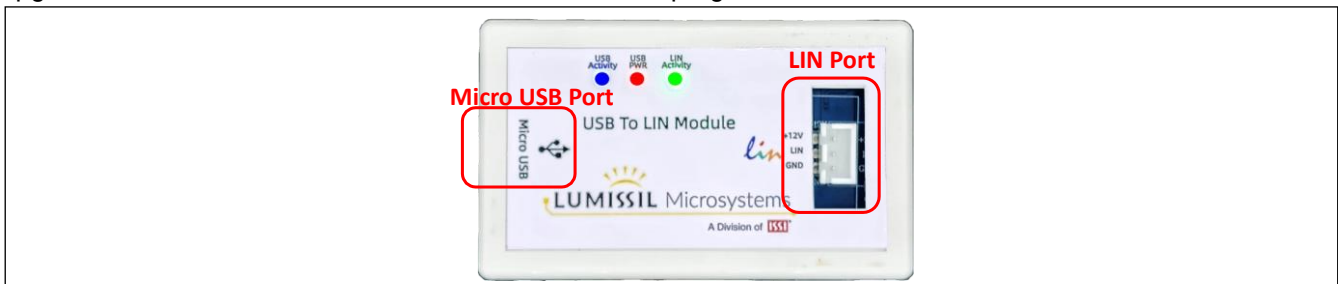 USB Activity
USB PWR
LIN Activity
LIN Port
Micro USB Port
Micro USB
USB To LIN Module
lin
+12V
LIN
GND
LUMISSIL Microsystems
A Division of ISSI